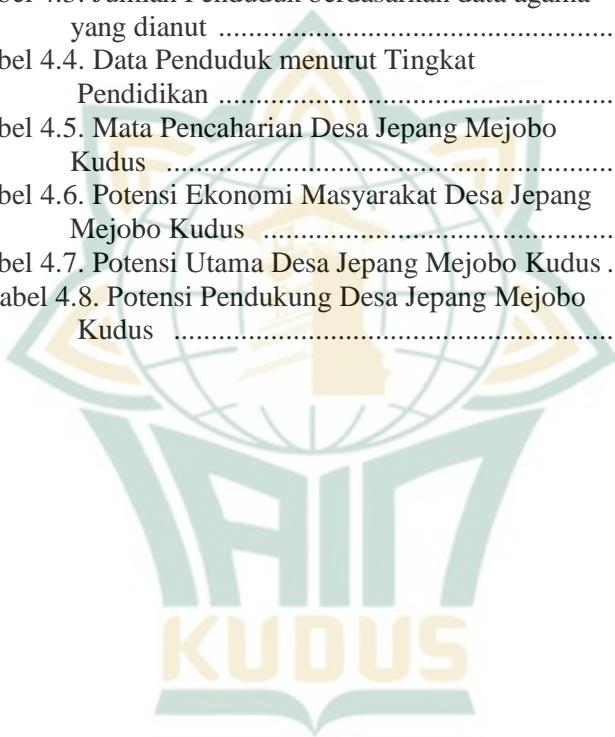 bel 4.3. Jumlah Penduduk berdasarkan data agama
yang dianut ....................................................
bel 4.4. Data Penduduk menurut Tingkat
Pendidikan ....................................................
bel 4.5. Mata Pencaharian Desa Jepang Mejobo
Kudus ..........................................................
bel 4.6. Potensi Ekonomi Masyarakat Desa Jepang
Mejobo Kudus ..............................................
bel 4.7. Potensi Utama Desa Jepang Mejobo Kudus .
abel 4.8. Potensi Pendukung Desa Jepang Mejobo
Kudus ..........................................................
IAIN
KUDUS